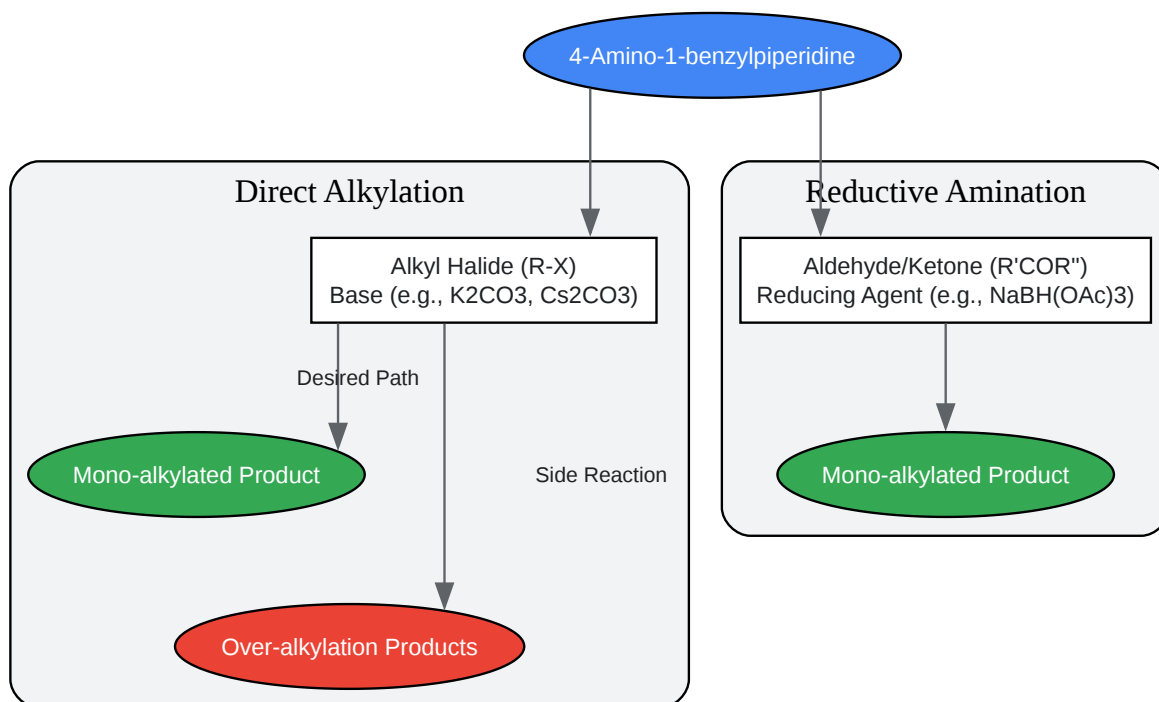 4-Amino-1-benzylpiperidine
Direct Alkylation
Alkyl Halide (R-X)
Base (e.g., K2CO3, Cs2CO3)
Desired Path
Mono-alkylated Product
Side Reaction
Over-alkylation Products
Reductive Amination
Aldehyde/Ketone (R'COR'')
Reducing Agent (e.g., NaBH(OAc)3)
Mono-alkylated Product